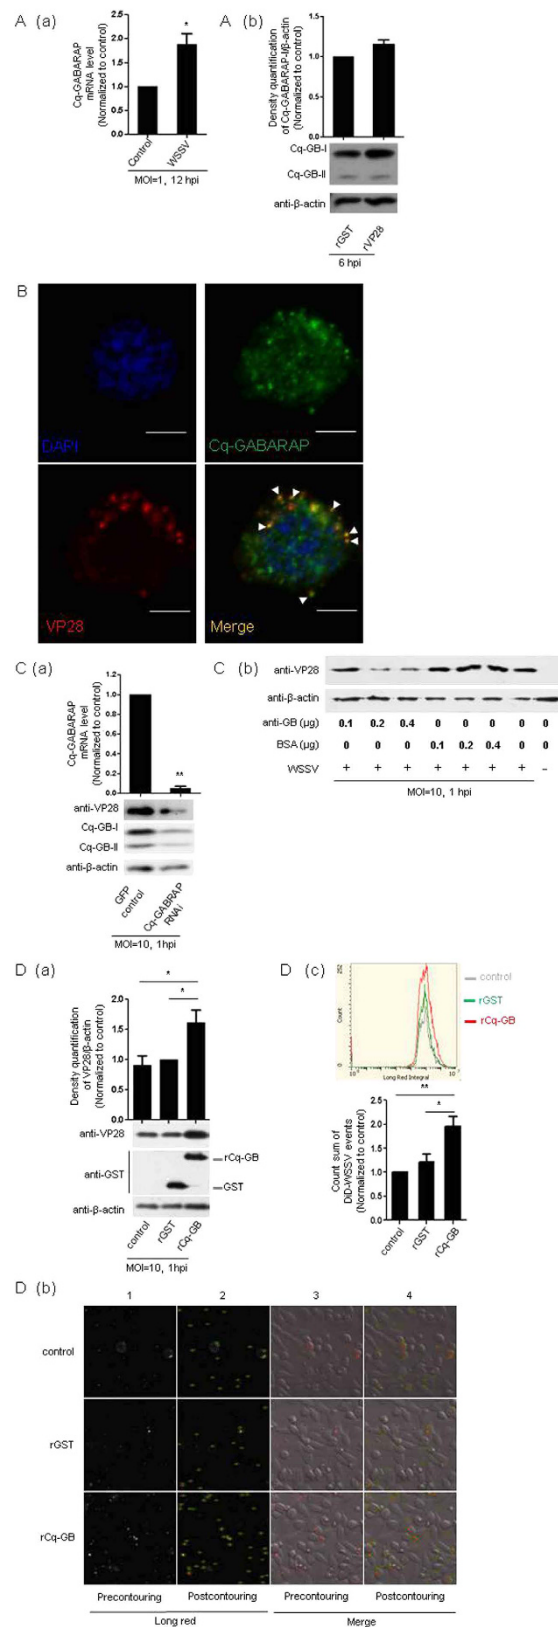 A (a)
Cq-GABARAP
mRNA level
(Normalized to control)
2.5
2.0
1.5
1.0
0.5
0.0
*
Control
WSSV
MOI=1, 12 hpi
A (b)
Density quantification
of Cq-GABARAP-I/β-actin
(Normalized to control)
1.5
1.0
0.5
0.0
Cq-GB-I
Cq-GB-II
anti-β-actin
rGST
rVP28
6 hpi
B
DAPI
Cq-GABARAP
VP28
Merge
C (a)
Cq-GABARAP
mRNA level
(Normalized to control)
1.2
1.0
0.8
0.6
0.4
0.2
0.0
**
anti-VP28
Cq-GB-I
Cq-GB-II
anti-β-actin
GFP
control
Cq-GABRAP
RNAi
MOI=10, 1hpi
C (b)
anti-VP28
anti-β-actin
anti-GB (μg)
0.1 0.2 0.4 0 0 0 0 0
BSA (μg)
0 0 0 0.1 0.2 0.4 0 0
WSSV
+ + + + + + + -
MOI=10, 1 hpi
D (a)
Density quantification
of VP28/β-actin
(Normalized to control)
2.0
1.5
1.0
0.5
0.0
*
*
anti-VP28
anti-GST
rCq-GB
GST
anti-β-actin
control
rGST
rCq-GB
MOI=10, 1hpi
D (c)
252
Count
0
Long Red Integral
control
rGST
rCq-GB
Count sum of
DiD-WSSV events
(Normalized to control)
2.5
2.0
1.5
1.0
0.5
0.0
**
*
control
rGST
rCq-GB
D (b)
1 2 3 4
control
rGST
rCq-GB
Precontouring Postcontouring Precontouring Postcontouring
Long red Merge